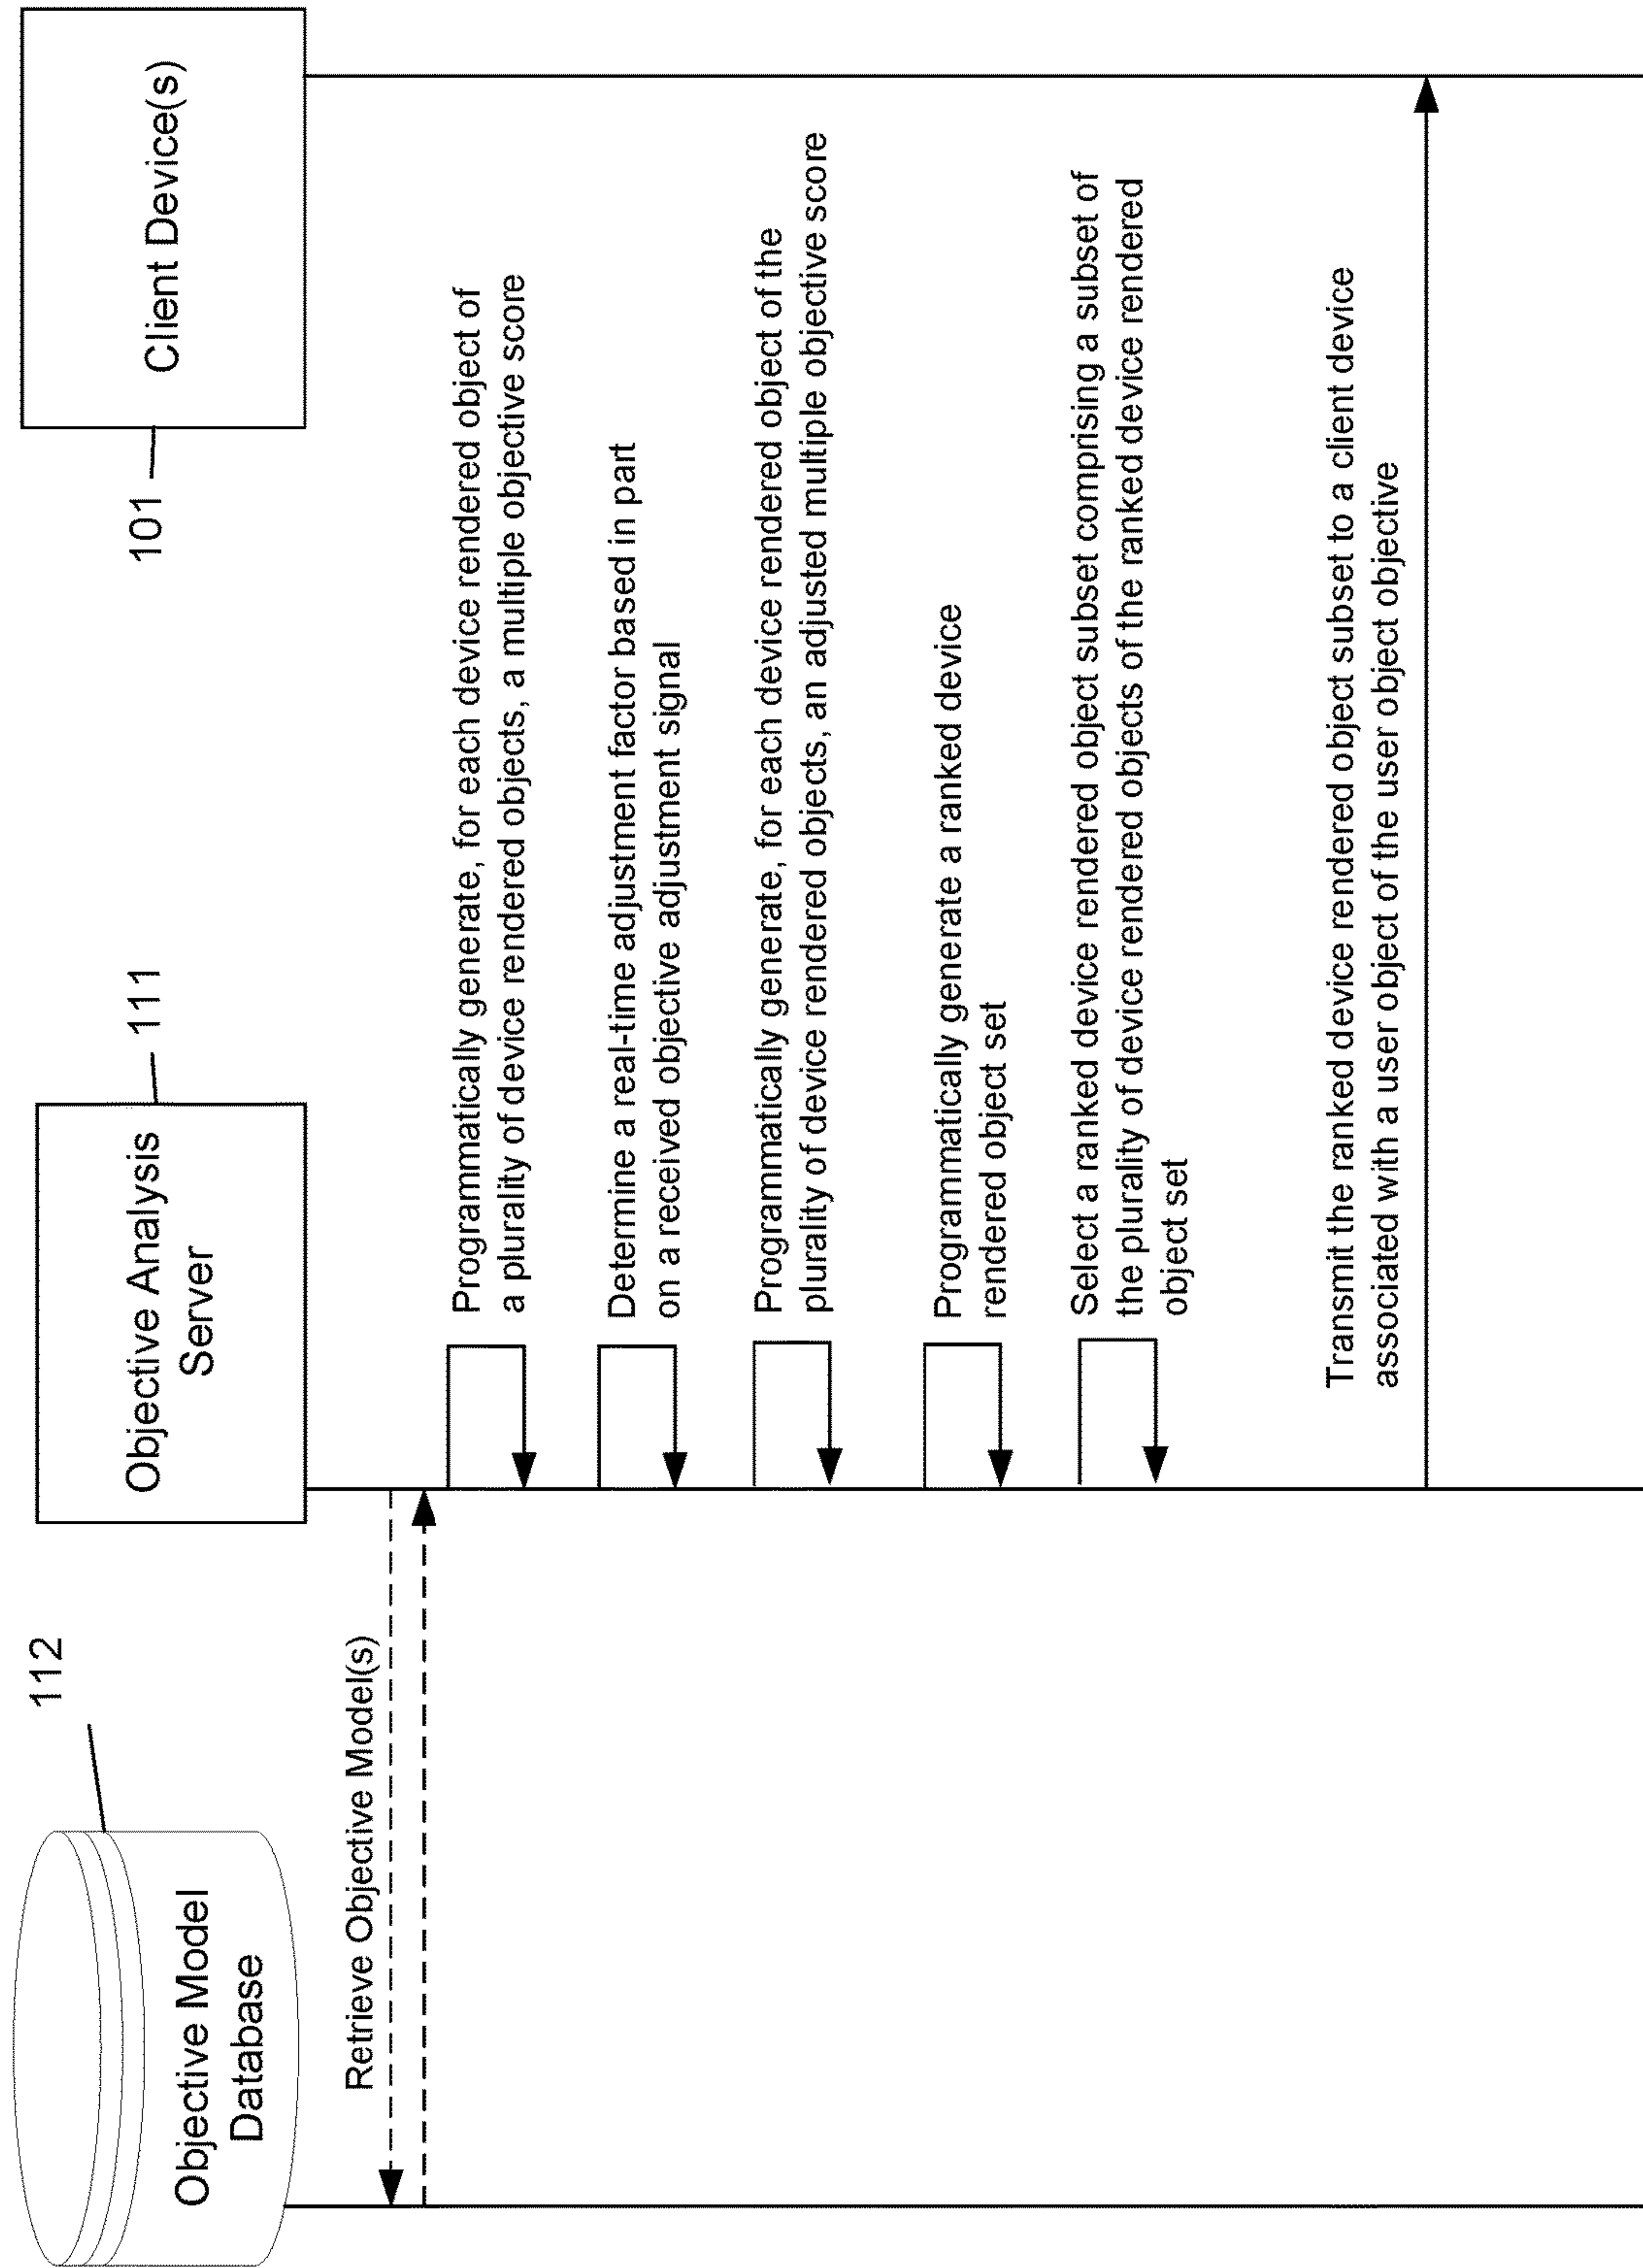 112
Objective Model
Database
Objective Analysis
Server
111
Client Device(s)
101
Retrieve Objective Model(s)
Programmatically generate, for each device rendered object of
a plurality of device rendered objects, a multiple objective score
Determine a real-time adjustment factor based in part
on a received objective adjustment signal
Programmatically generate, for each device rendered object of the
plurality of device rendered objects, an adjusted multiple objective score
Programmatically generate a ranked device
rendered object set
Select a ranked device rendered object subset comprising a subset of
the plurality of device rendered objects of the ranked device rendered
object set
Transmit the ranked device rendered object subset to a client device
associated with a user object of the user object objective